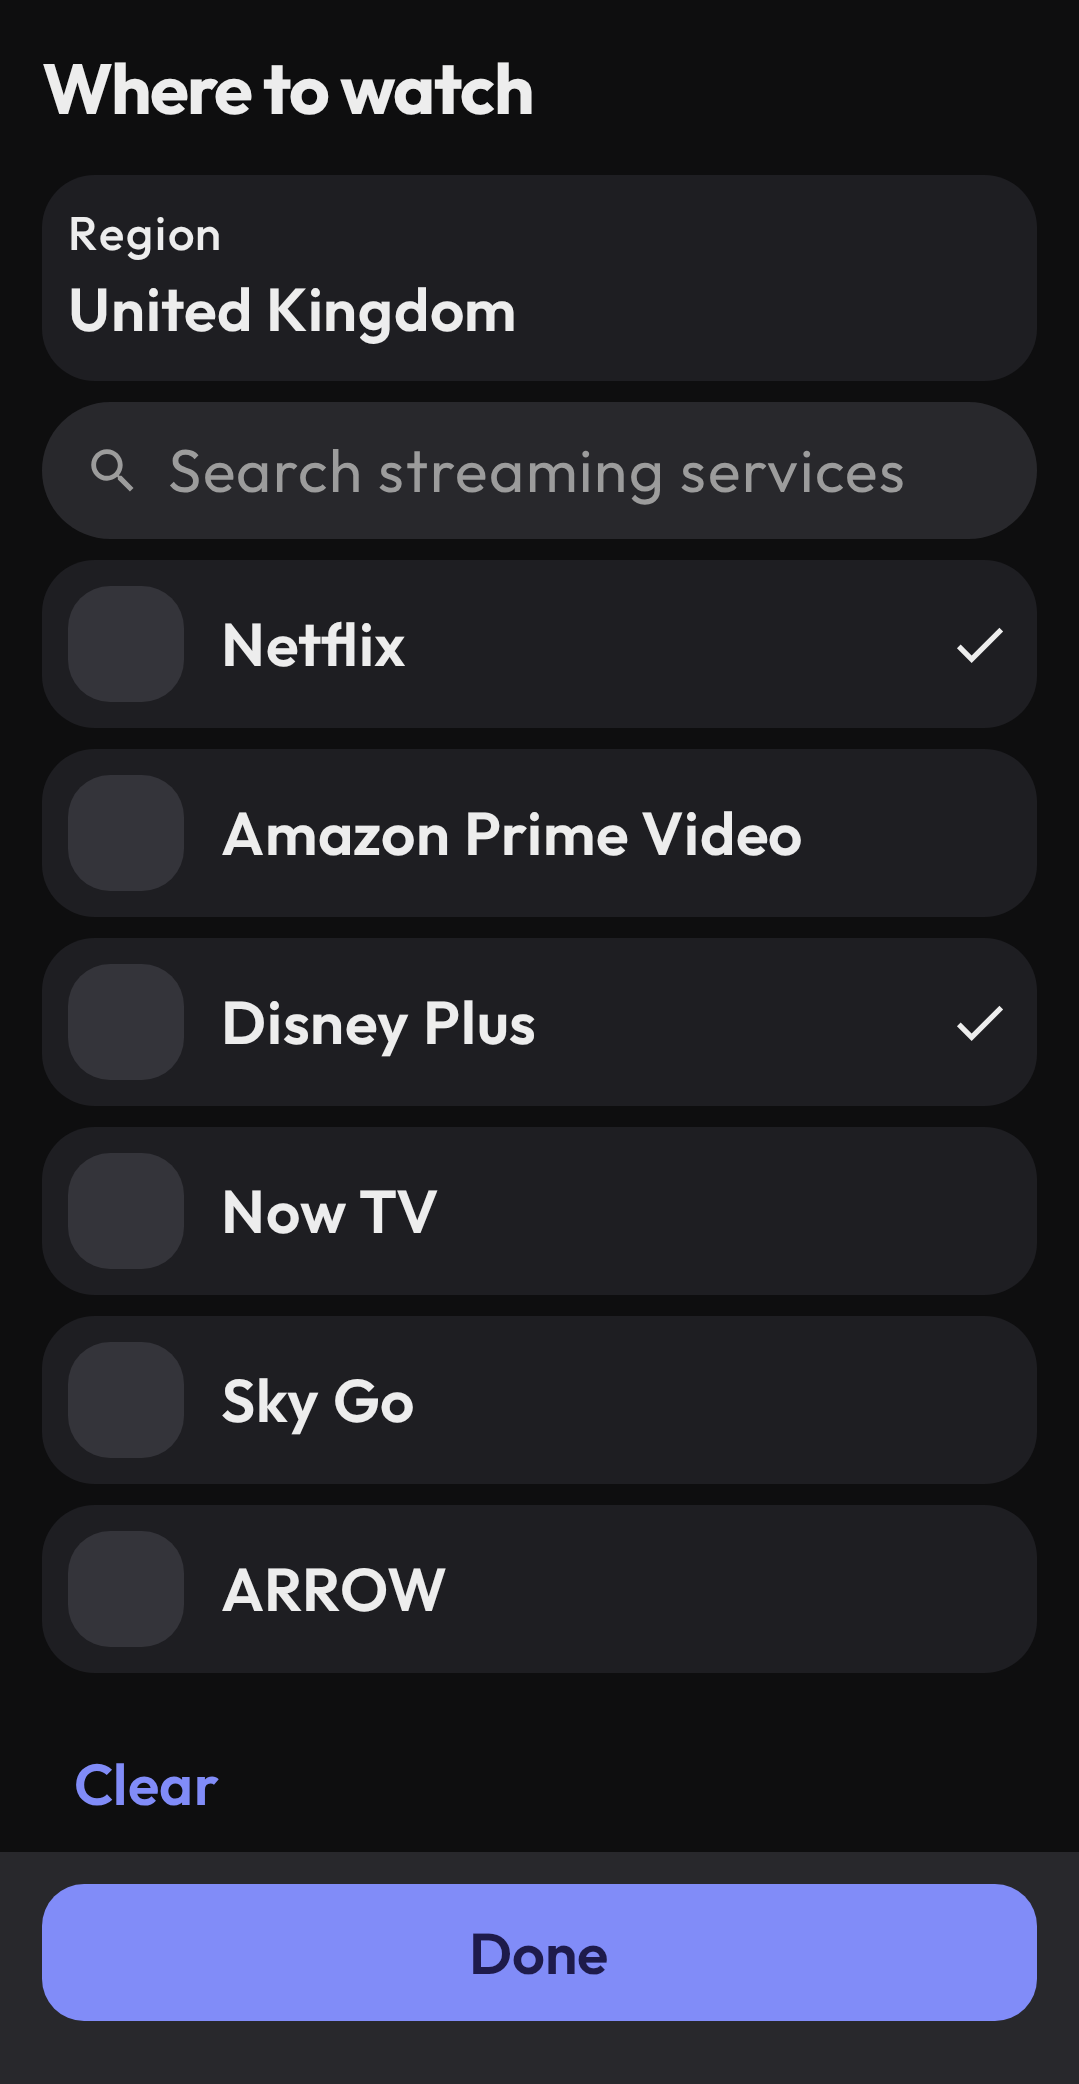 Where to watch
Region
United Kingdom
Search streaming services
Netflix
Amazon Prime Video
Disney Plus
Now TV
Sky Go
ARROW
Clear
Done